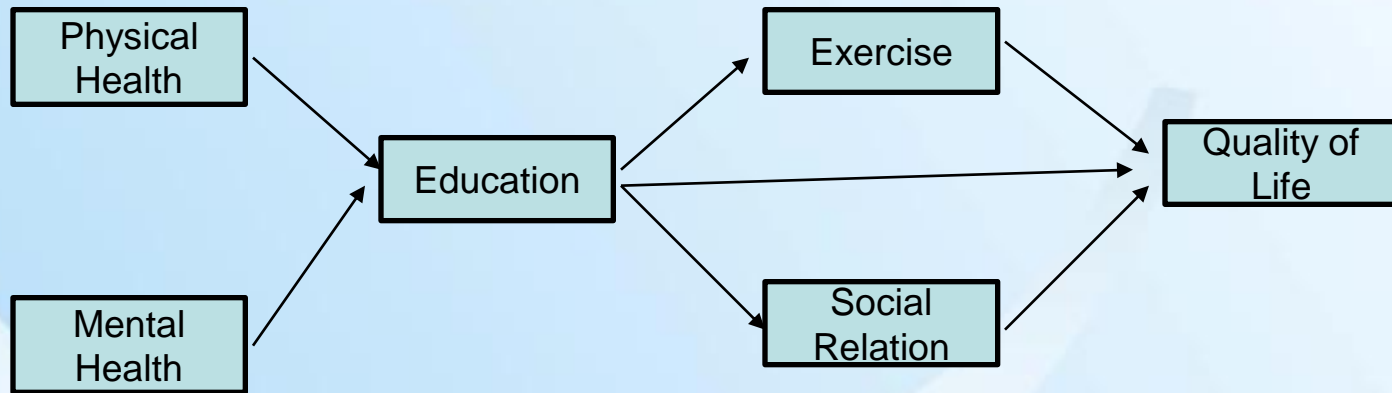 Physical
Health
Exercise
Quality of
Life
Education
Social
Relation
Mental
Health